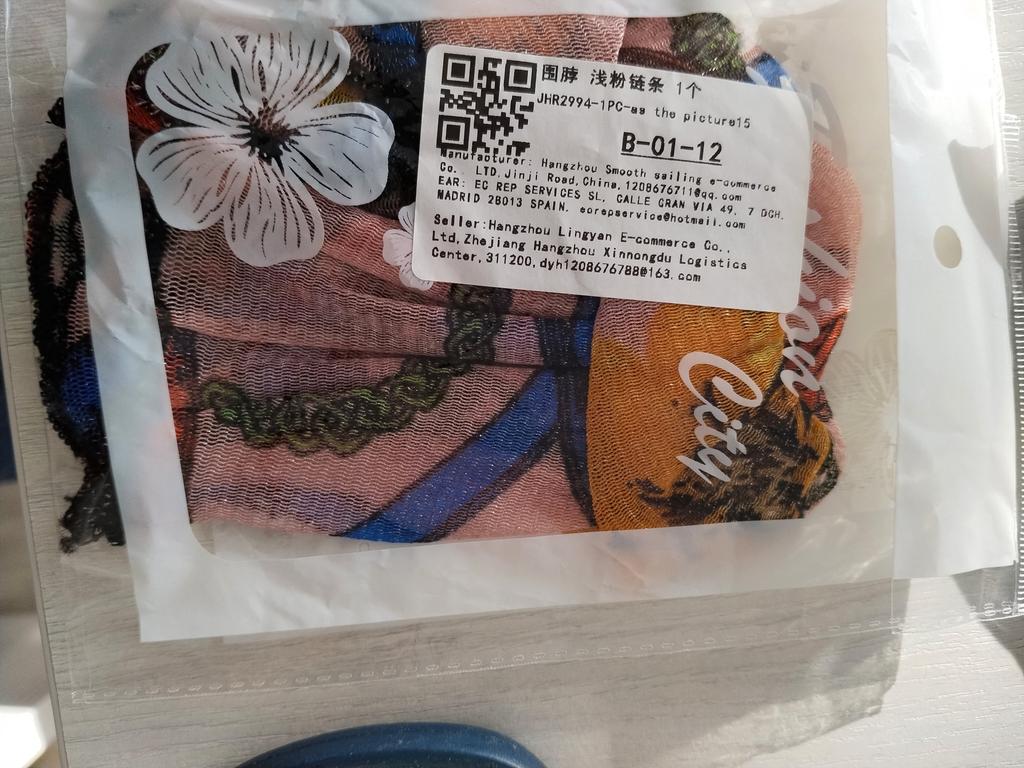 围脖 浅粉链条 1个
JHR2994-1PC-as the picture15
B-01-12
Manufacturer: Hangzhou Smooth sailing e-commerce
Co., LTD,Jinji Road,China,1208676711@qq.com
EAR: EC REP SERVICES SL, CALLE GRAN VIA 49, 7 DCH.
MADRID 28013 SPAIN. eorepservice@hotmail.com
Seller:Hangzhou Lingyan E-commerce Co.,
Ltd,Zhejiang Hangzhou Xinnongdu Logistics
Center,311200,dyh1208676788@163.com
City